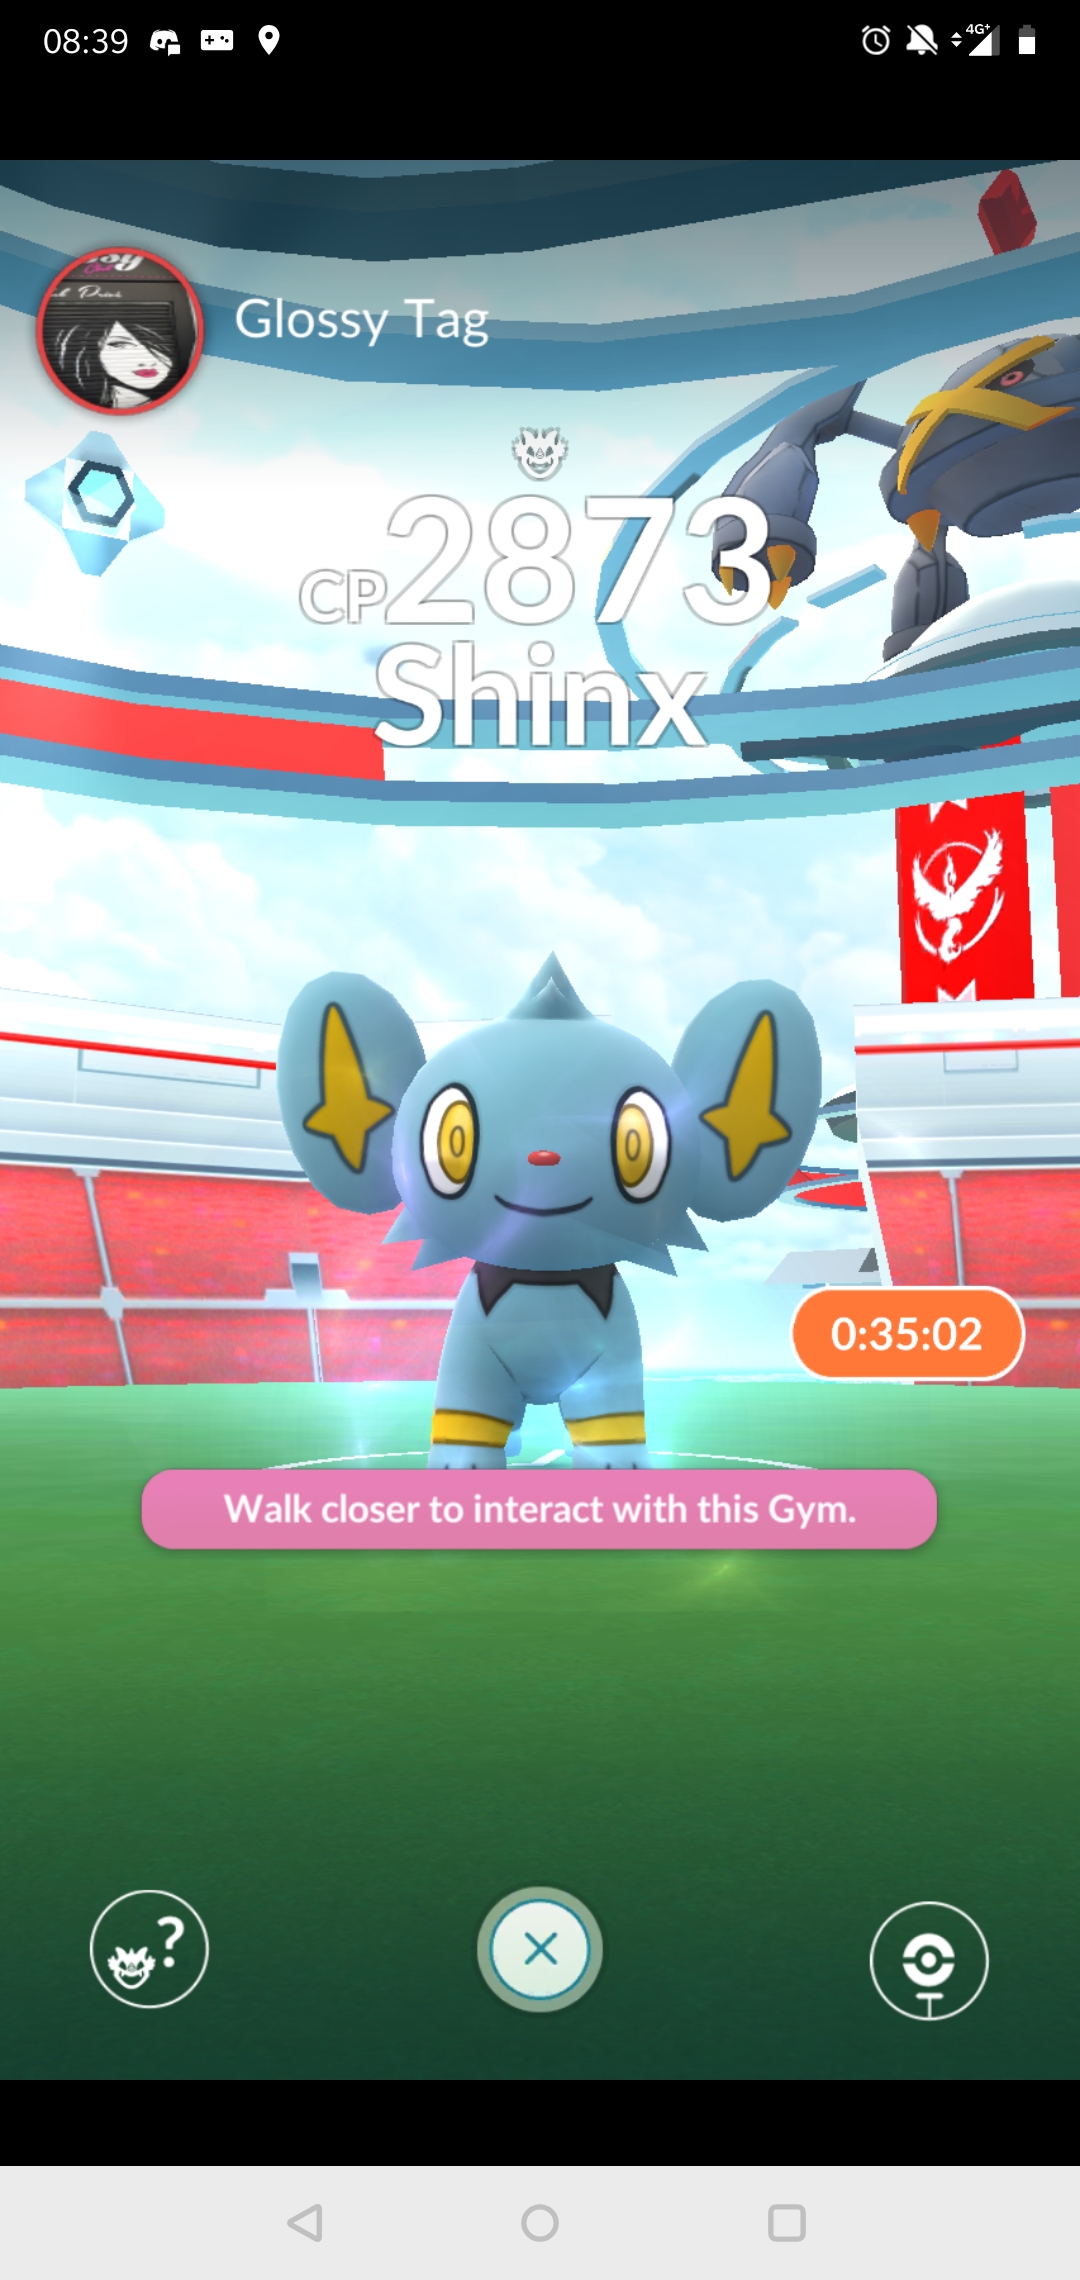 08:39
4G+
Glossy Tag
CP2873
Shinx
0:35:02
Walk closer to interact with this Gym.
?